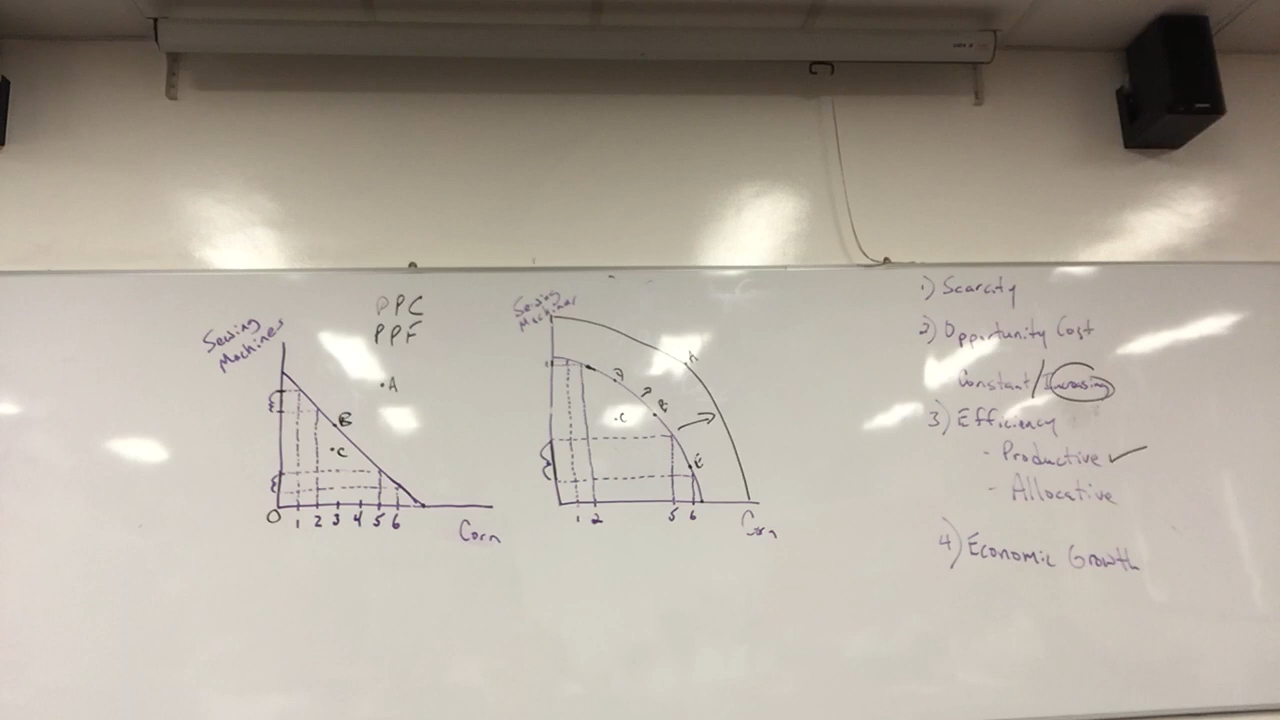 PPC
PPF
Sewing
Machines
A
B
C
O 1 2 3 4 5 6
Corn
Sewing
Machines
A
B
C
E
1 2 5 6
Corn
1) Scarcity
2) Opportunity Cost
Constant/Increasing
3) Efficiency
- Productive ✓
- Allocative
4) Economic Growth